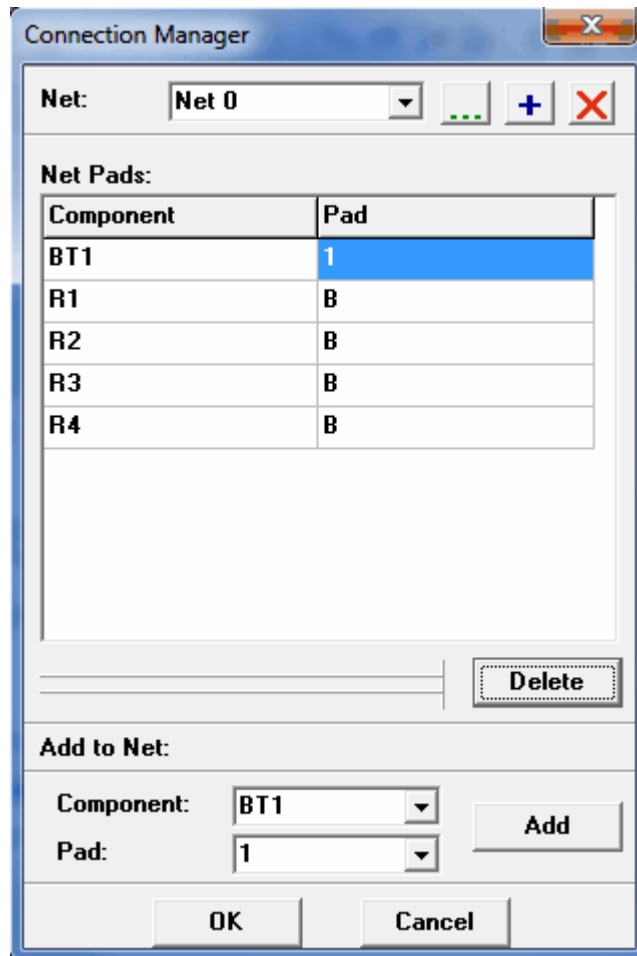 Connection Manager
Net: Net 0 ... +
Net Pads:
Component Pad
BT1 1
R1 B
R2 B
R3 B
R4 B
Delete
Add to Net:
Component: BT1
Add
Pad: 1
OK Cancel